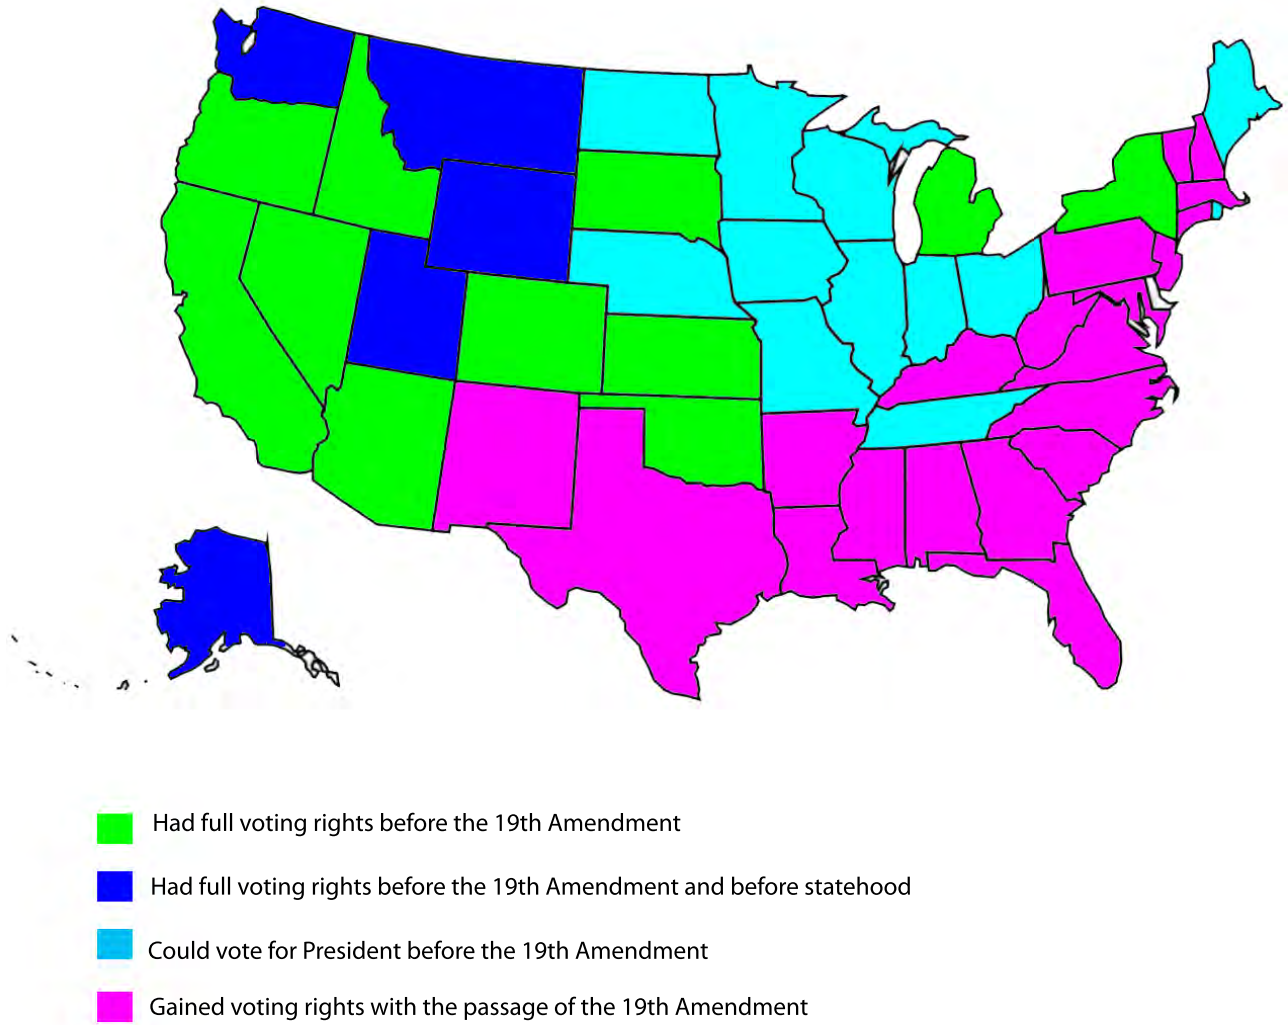 Had full voting rights before the 19th Amendment
Had full voting rights before the 19th Amendment and before statehood
Could vote for President before the 19th Amendment
Gained voting rights with the passage of the 19th Amendment